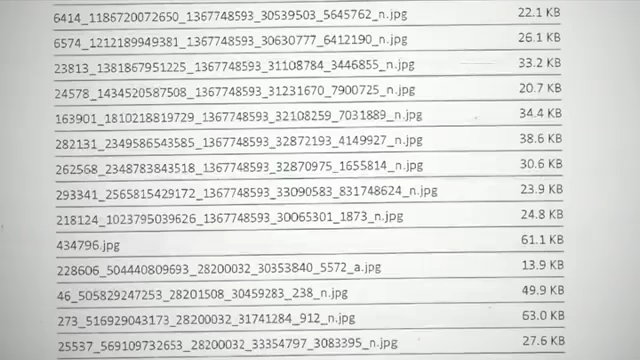 6414_1186720072650_1367748593_30539503_5645762_n.jpg 22.1 KB
6574_1212189949381_1367748593_30630777_6412190_n.jpg 26.1 KB
23813_1381867951225_1367748593_31108784_3446855_n.jpg 33.2 KB
24578_1434520587508_1367748593_31231670_7900725_n.jpg 20.7 KB
163901_1810218819729_1367748593_32108259_7031889_n.jpg 34.4 KB
282131_2349586543585_1367748593_32872193_4149927_n.jpg 38.6 KB
262568_2348783843518_1367748593_32870975_1655814_n.jpg 30.6 KB
293341_2565815429172_1367748593_33090583_831748624_n.jpg 23.9 KB
218124_1023795039626_1367748593_30065301_1873_n.jpg 24.8 KB
434796.jpg 61.1 KB
228606_504440809693_28200032_30353840_5572_a.jpg 13.9 KB
46_505829247253_28201508_30459283_238_n.jpg 49.9 KB
273_516929043173_28200032_31741284_912_n.jpg 63.0 KB
25537_569109732653_28200032_33354797_3083395_n.jpg 27.6 KB